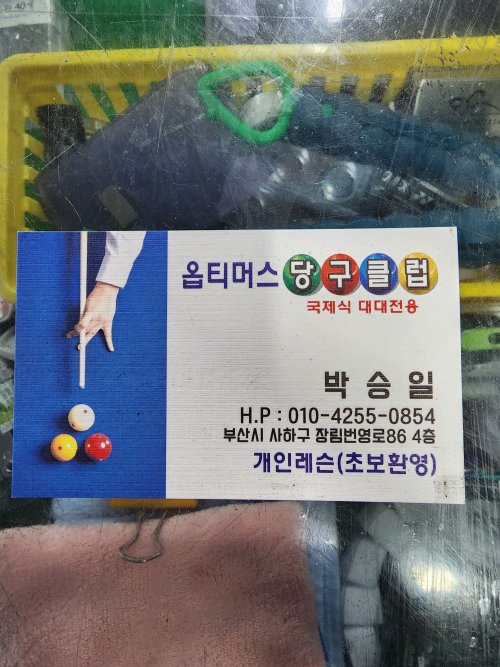 옵티머스 당구클럽
국제식 대대전용
박 승 일
H.P : 010-4255-0854
부산시 사하구 장림번영로86 4층
개인레슨(초보환영)